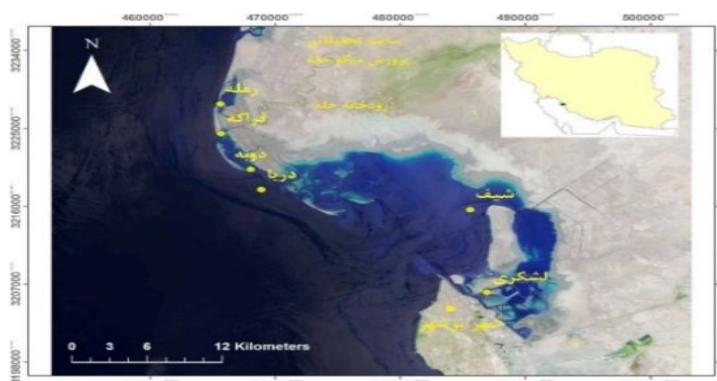 460000 470000 480000 490000 500000
3234000
3225000
3216000
3207000
3198000
N
سایت تحقیقاتی
پرورش میگو حله
رودخانه حله
رمله
فراکه
دوبه
دریا
شیف
لشکری
شهر بوشهر
0 3 6 12 Kilometers